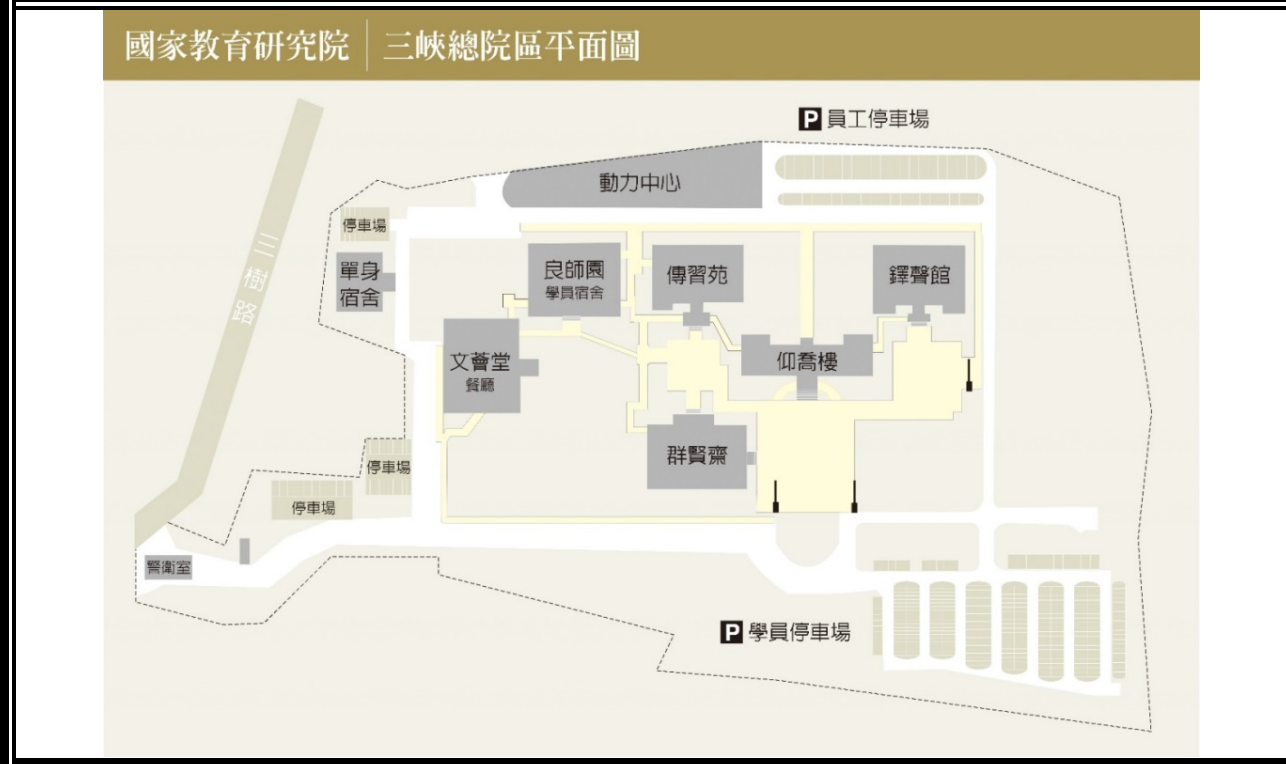 國家教育研究院│三峽總院區平面圖
P 員工停車場
動力中心
停車場
三樹路
單身
宿舍
良師園
學員宿舍
傳習苑
鐸聲館
文薈堂
餐廳
仰喬樓
群賢齋
停車場
停車場
警衛室
P 學員停車場